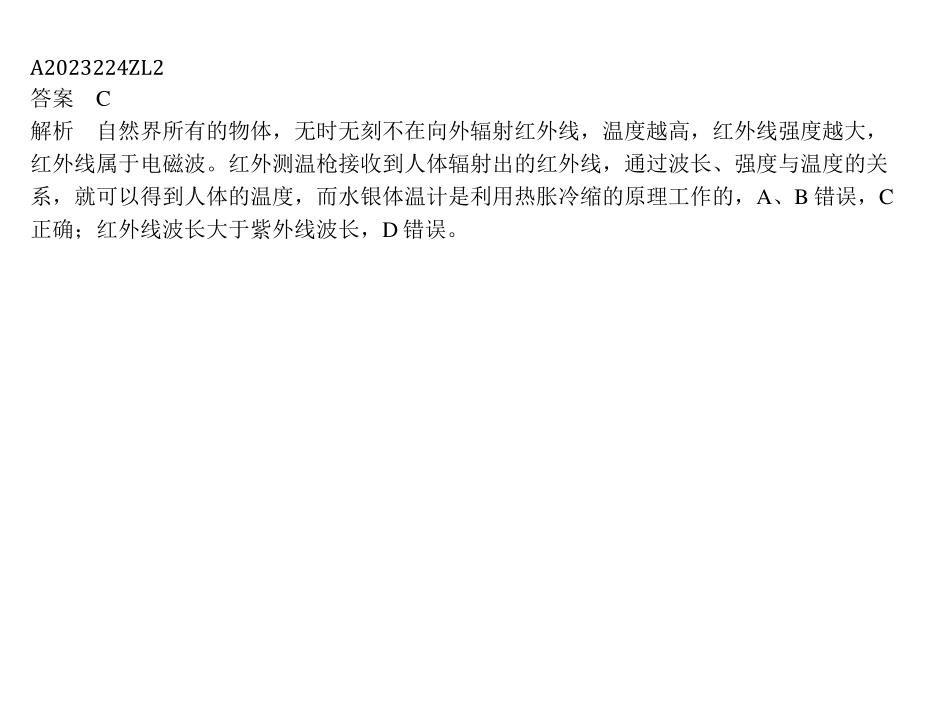 A2023224ZL2
答案　C
解析　自然界所有的物体，无时无刻不在向外辐射红外线，温度越高，红外线强度越大，
红外线属于电磁波。红外测温枪接收到人体辐射出的红外线，通过波长、强度与温度的关
系，就可以得到人体的温度，而水银体温计是利用热胀冷缩的原理工作的，A、B 错误，C
正确；红外线波长大于紫外线波长，D 错误。